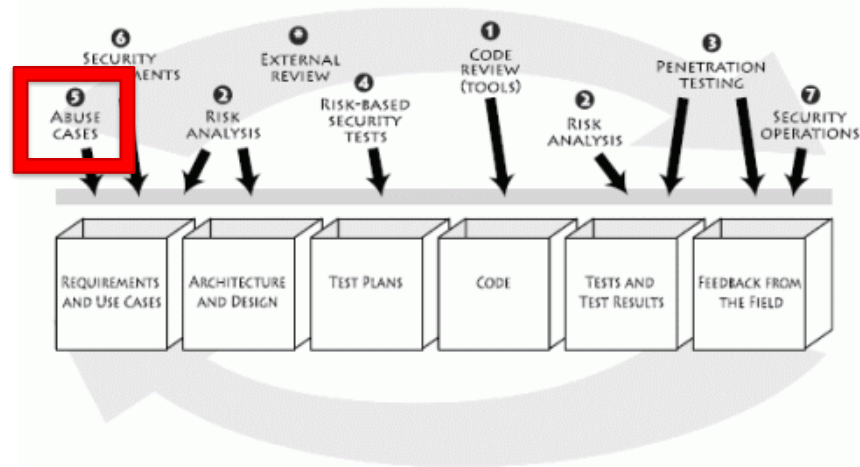 6
SECURITY
MENTS
5
ABUSE
CASES
2
RISK
ANALYSIS
*
EXTERNAL
REVIEW
4
RISK-BASED
SECURITY
TESTS
1
CODE
REVIEW
(TOOLS)
2
RISK
ANALYSIS
3
PENETRATION
TESTING
7
SECURITY
OPERATIONS
REQUIREMENTS
AND USE CASES
ARCHITECTURE
AND DESIGN
TEST PLANS
CODE
TESTS AND
TEST RESULTS
FEEDBACK FROM
THE FIELD